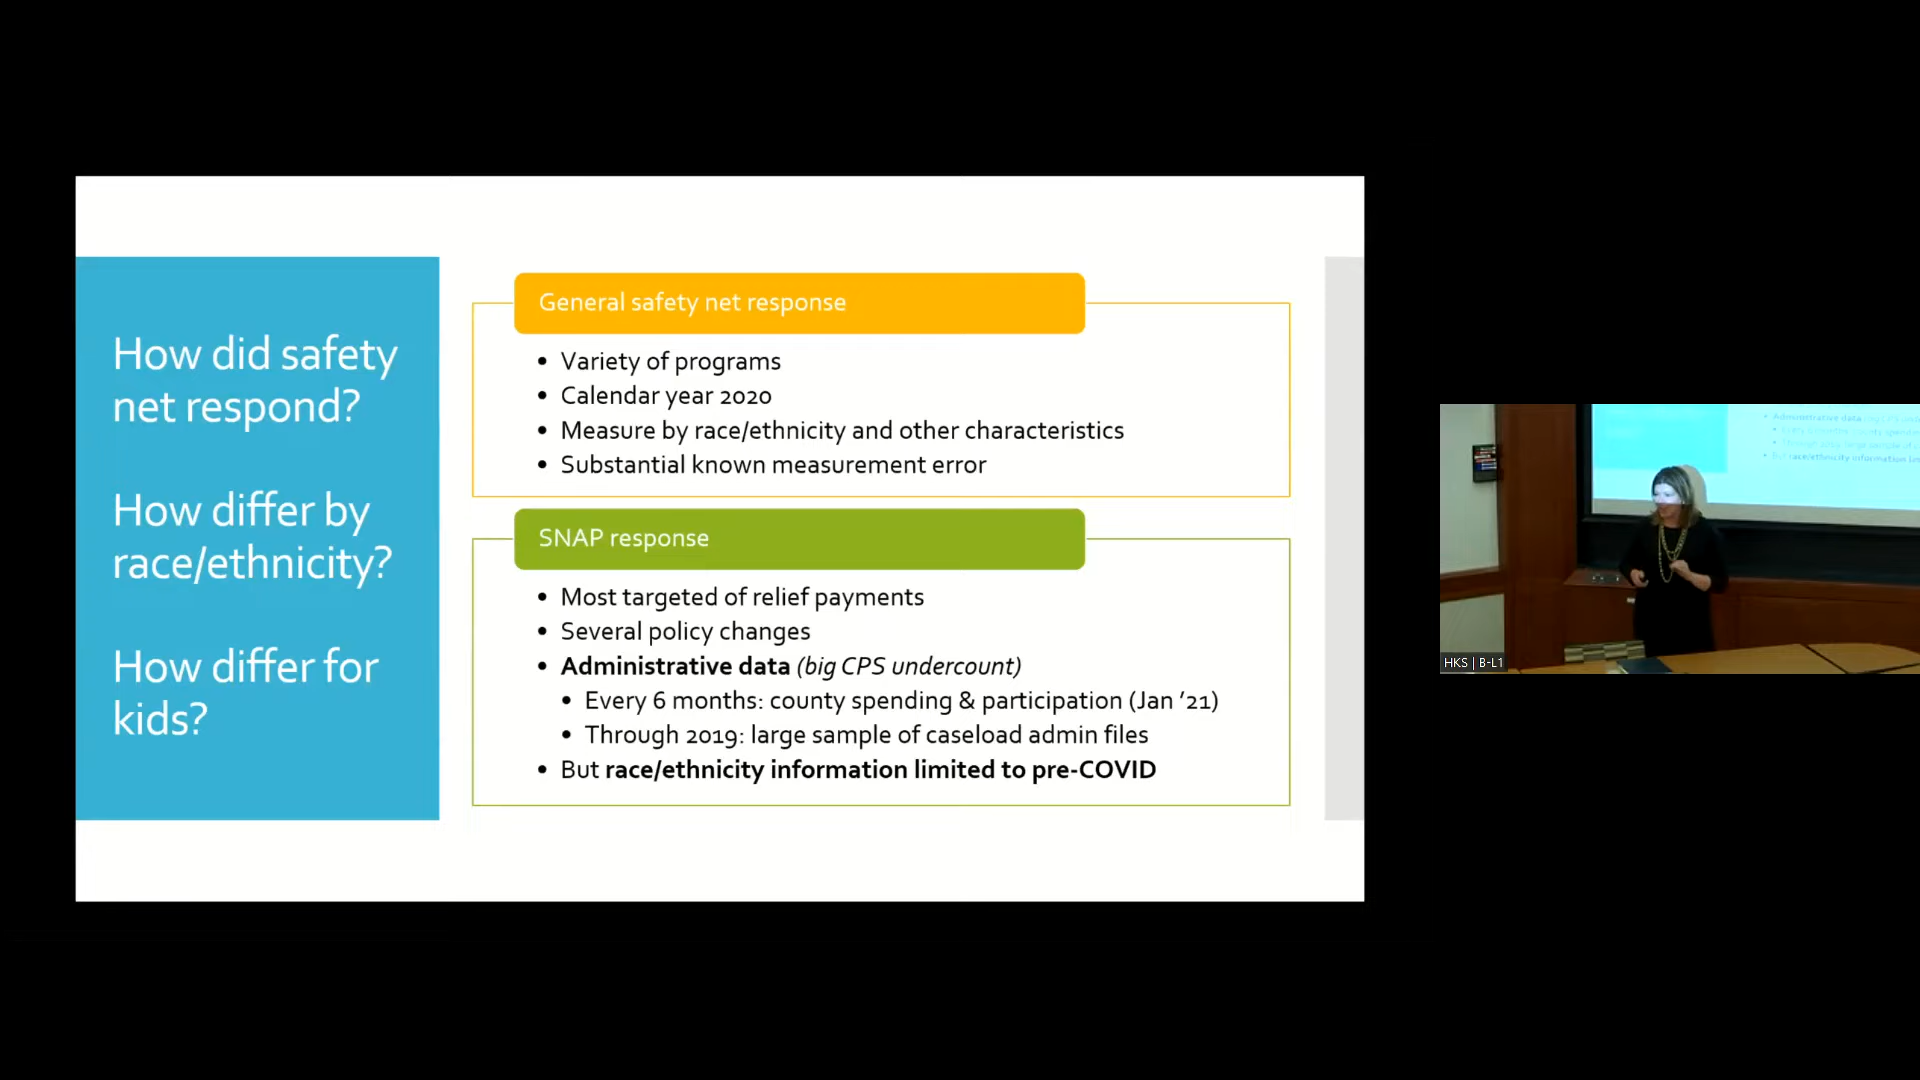 How did safety
net respond?
How differ by
race/ethnicity?
How differ for
kids?
General safety net response
• Variety of programs
• Calendar year 2020
• Measure by race/ethnicity and other characteristics
• Substantial known measurement error
SNAP response
• Most targeted of relief payments
• Several policy changes
• Administrative data (big CPS undercount)
• Every 6 months: county spending & participation (Jan ’21)
• Through 2019: large sample of caseload admin files
• But race/ethnicity information limited to pre-COVID
HKS | B-L1